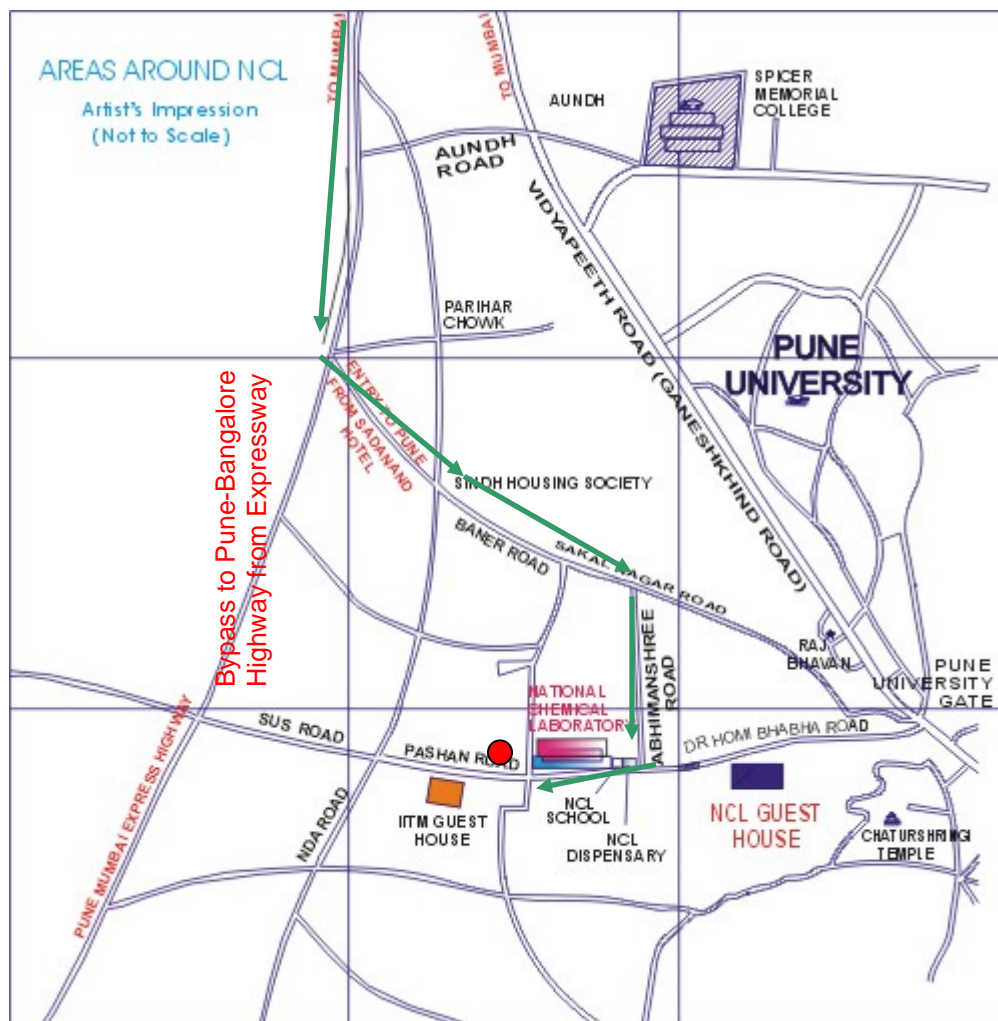 AREAS AROUND NCL
Artist's Impression
(Not to Scale)
TO MUMBAI
TO MUMBAI
AUNDH
SPICER
MEMORIAL
COLLEGE
AUNDH
ROAD
VIDYAPEETH ROAD (GANESHKHIND ROAD)
PARIHAR
CHOWK
PUNE
UNIVERSITY
ENTRY TO PUNE
FROM SADANAND
HOTEL
Bypass to Pune-Bangalore
Highway from Expressway
SINDH HOUSING SOCIETY
BANER ROAD
SAKAL NAGAR ROAD
ABHIMANSHREE
ROAD
RAJ
BHAVAN
PUNE
UNIVERSITY
GATE
NATIONAL
CHEMICAL
LABORATORY
SUS ROAD
PASHAN ROAD
DR HOMI BHABHA ROAD
PUNE MUMBAI EXPRESS HIGHWAY
NDA ROAD
IITM GUEST
HOUSE
NCL
SCHOOL
NCL
DISPENSARY
NCL GUEST
HOUSE
CHATURSHRINGI
TEMPLE